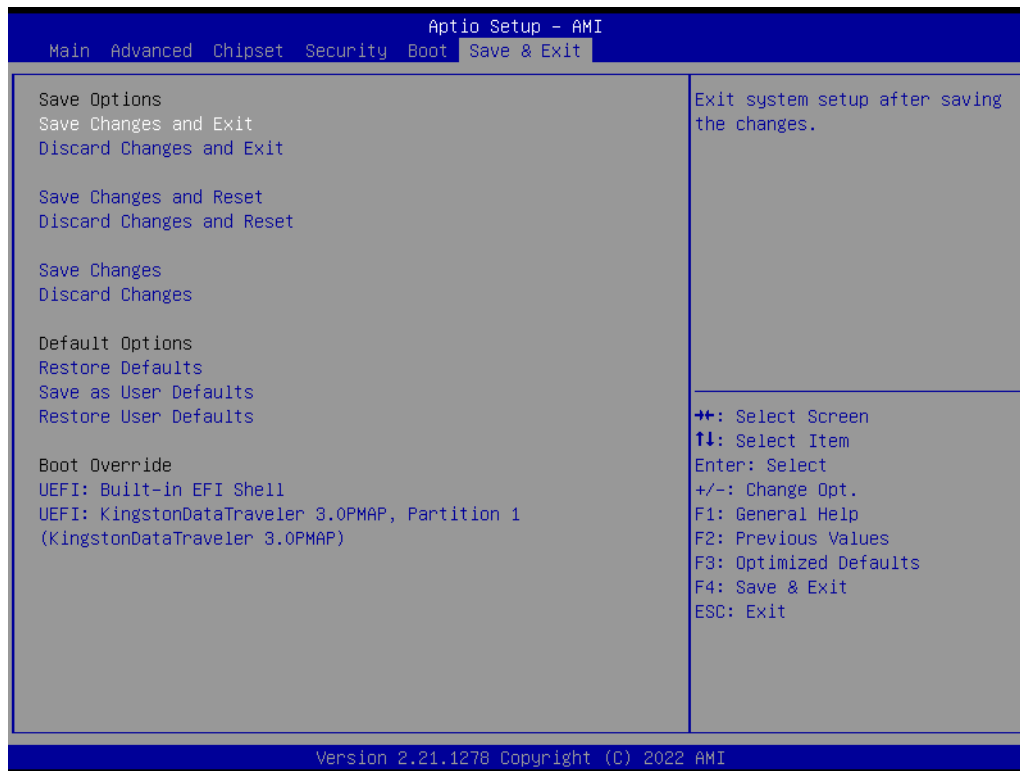 Aptio Setup – AMI
Main Advanced Chipset Security Boot Save & Exit
Save Options
Save Changes and Exit
Discard Changes and Exit
Save Changes and Reset
Discard Changes and Reset
Save Changes
Discard Changes
Default Options
Restore Defaults
Save as User Defaults
Restore User Defaults
Boot Override
UEFI: Built-in EFI Shell
UEFI: KingstonDataTraveler 3.0PMAP, Partition 1
(KingstonDataTraveler 3.0PMAP)
Exit system setup after saving
the changes.
→←: Select Screen
↑↓: Select Item
Enter: Select
+/-: Change Opt.
F1: General Help
F2: Previous Values
F3: Optimized Defaults
F4: Save & Exit
ESC: Exit
Version 2.21.1278 Copyright (C) 2022 AMI